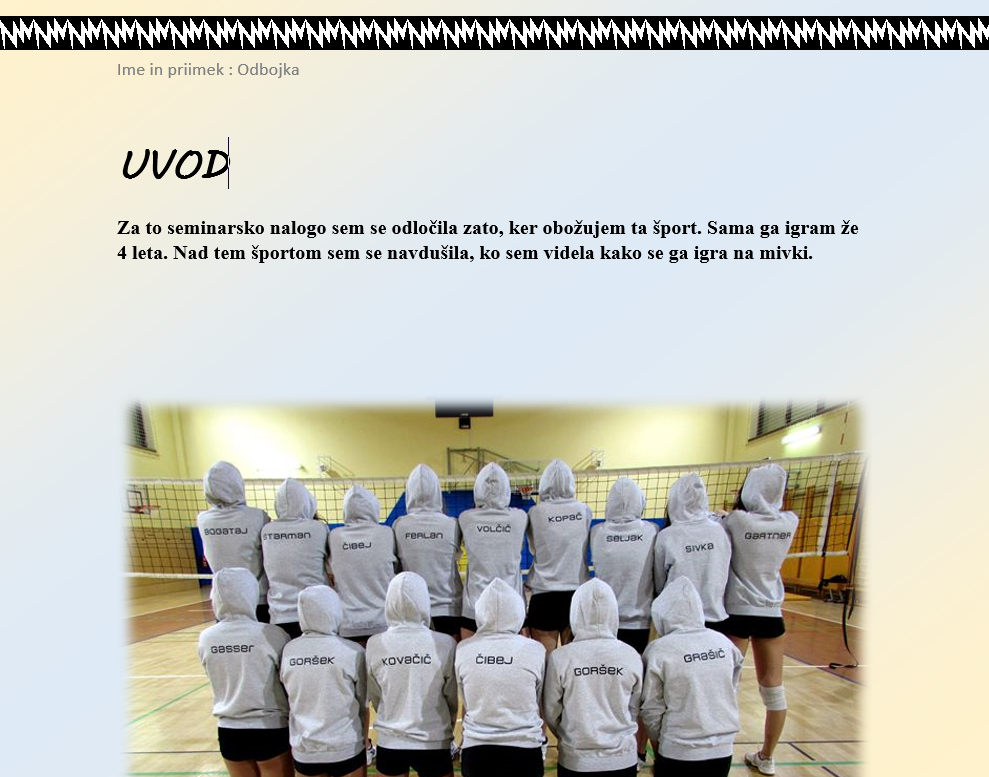 Ime in priimek : Odbojka
UVOD
Za to seminarsko nalogo sem se odločila zato, ker obožujem ta šport. Sama ga igram že
4 leta. Nad tem športom sem se navdušila, ko sem videla kako se ga igra na mivki.
BOGATAJ
STARMAN
ČIBEJ
FERLAN
VOLČIČ
KOPAČ
SELJAK
SIVKA
GARTNER
GASSER
GORŠEK
KOVAČIČ
ČIBEJ
GORŠEK
GRAŠIČ